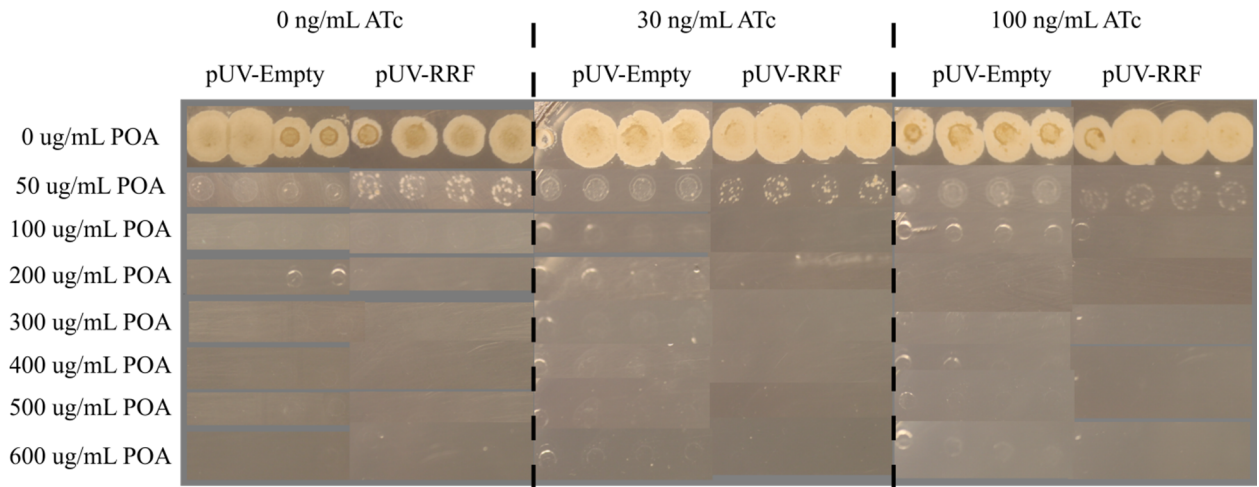 0 ng/mL ATc 30 ng/mL ATc 100 ng/mL ATc
pUV-Empty pUV-RRF pUV-Empty pUV-RRF pUV-Empty pUV-RRF
0 ug/mL POA
50 ug/mL POA
100 ug/mL POA
200 ug/mL POA
300 ug/mL POA
400 ug/mL POA
500 ug/mL POA
600 ug/mL POA